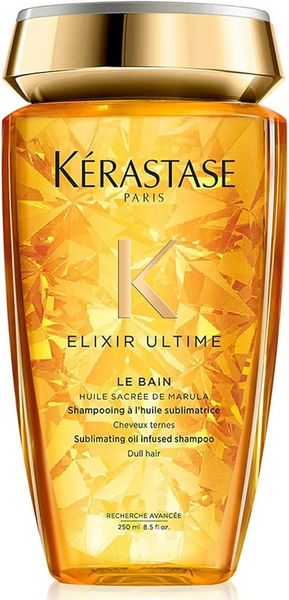 KÉRASTASE
PARIS
K
ELIXIR ULTIME
LE BAIN
HUILE SACRÉE DE MARULA
Shampooing à l'huile sublimatrice
Cheveux ternes
Sublimating oil infused shampoo
Dull hair
RECHERCHE AVANCÉE
250 ml 8.5 fl.oz.